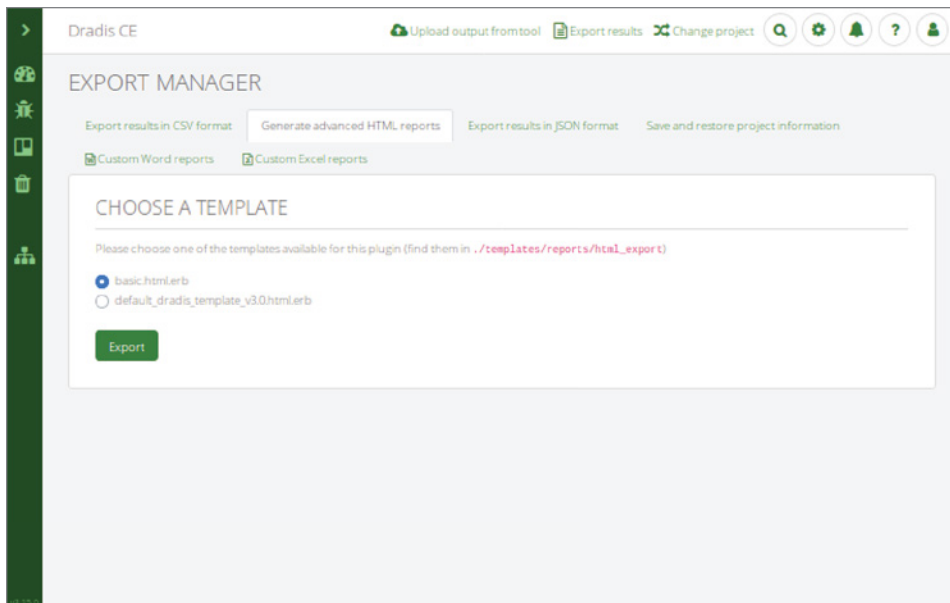 Dradis CE
Upload output from tool Export results Change project
EXPORT MANAGER
Export results in CSV format Generate advanced HTML reports Export results in JSON format Save and restore project information
Custom Word reports Custom Excel reports
CHOOSE A TEMPLATE
Please choose one of the templates available for this plugin (find them in ./templates/reports/html_export)
basic.html.erb
default_dradis_template_v3.0.html.erb
Export